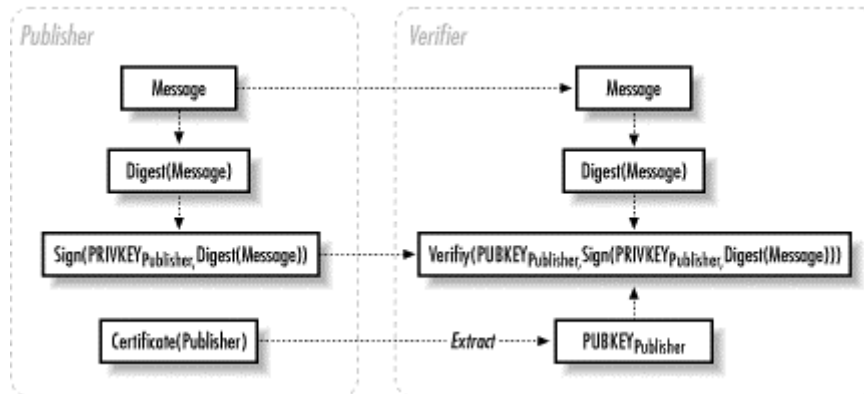 Publisher
Verifier
Message
Message
Digest(Message)
Digest(Message)
Sign(PRIVKEYPublisher,Digest(Message))
Verifiy(PUBKEYPublisher,Sign(PRIVKEYPublisher,Digest(Message)))
Certificate(Publisher)
Extract
PUBKEYPublisher